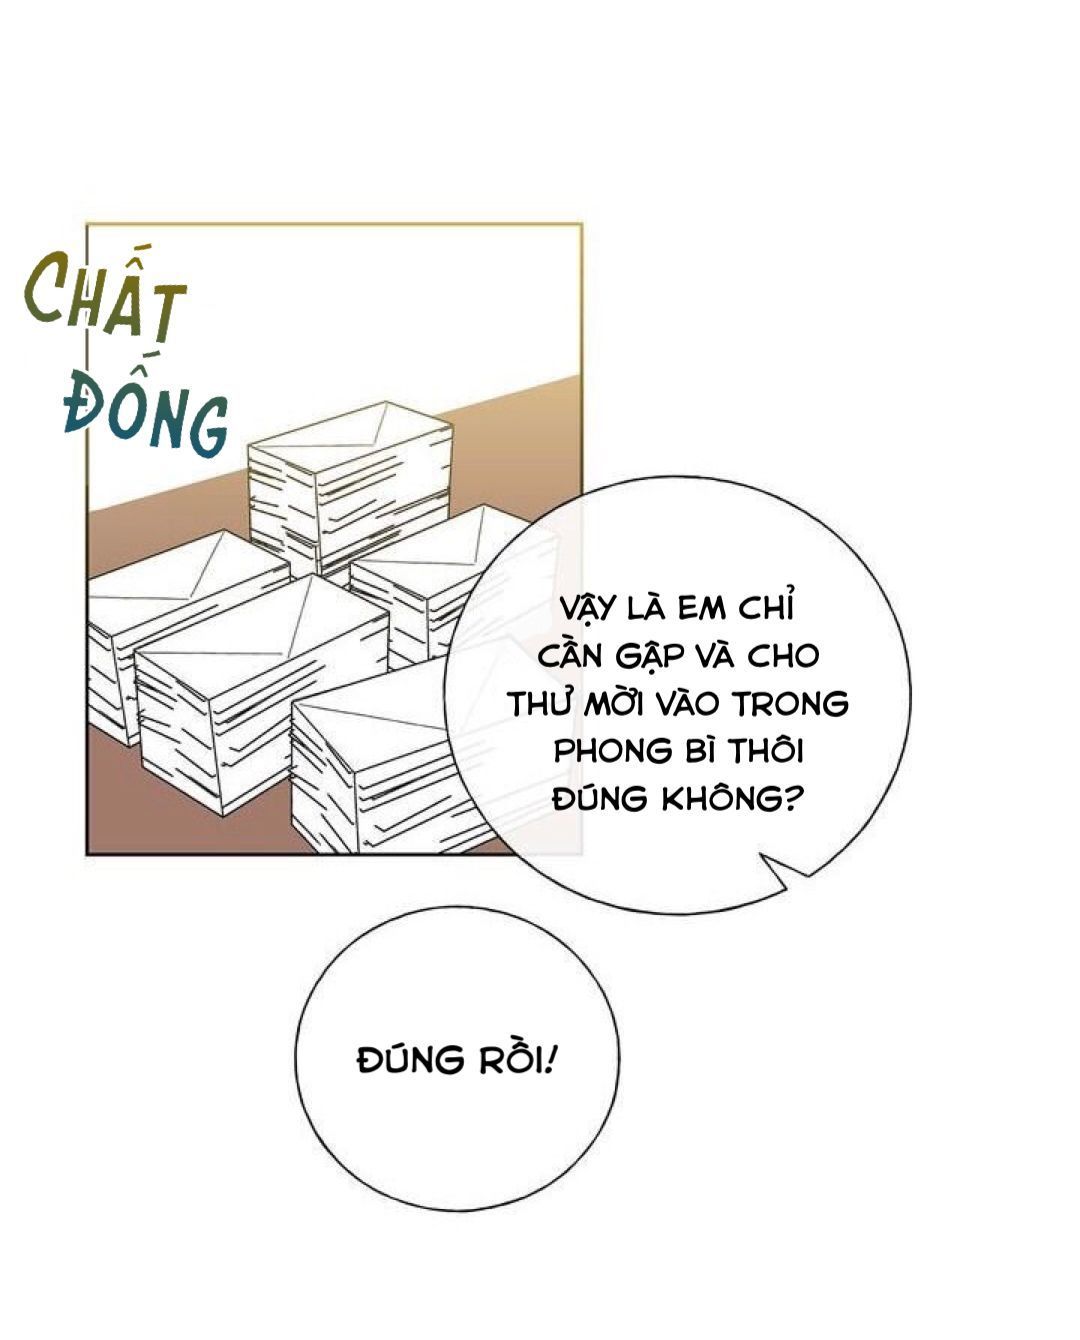 CHẤT
ĐỐNG
VẬY LÀ EM CHỈ
CẦN GẬP VÀ CHO
THƯ MỜI VÀO TRONG
PHONG BÌ THÔI
ĐÚNG KHÔNG?
ĐÚNG RỒI!